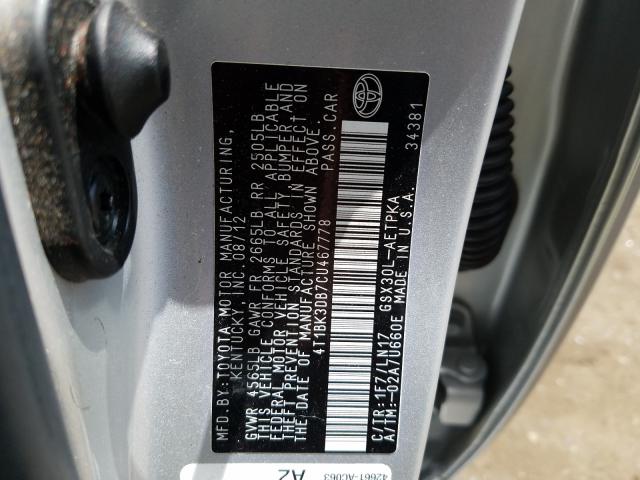 MFD.BY:TOYOTA MOTOR MANUFACTURING,
KENTUCKY, INC. 08/12
GVWR 4565LB GAWR FR 2665LB RR 2505LB
THIS VEHICLE CONFORMS TO ALL APPLICABLE
FEDERAL MOTOR VEHICLE SAFETY, BUMPER, AND
THEFT PREVENTION STANDARDS IN EFFECT ON
THE DATE OF MANUFACTURE SHOWN ABOVE.
4T1BK3DB7CU467778 PASS.CAR
C/TR:1F7/LN17 GSX30L-AETPKA
A/TM:-02A/U660E MADE IN U.S.A.
34381
42661-AC063
AZ